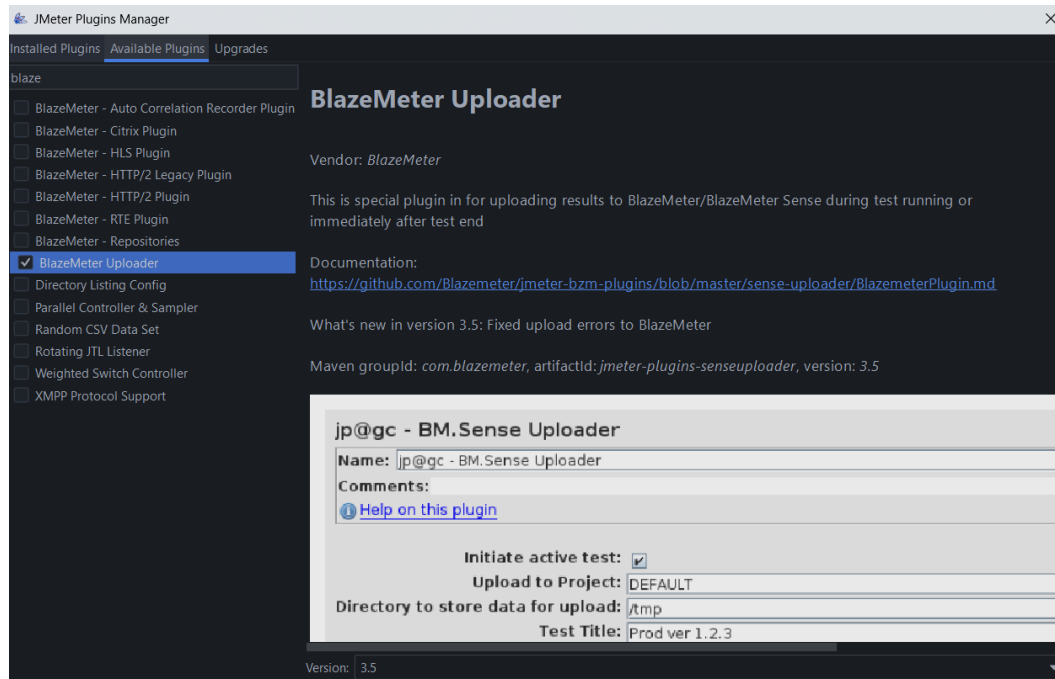 JMeter Plugins Manager
Installed Plugins Available Plugins Upgrades
blaze
BlazeMeter - Auto Correlation Recorder Plugin
BlazeMeter - Citrix Plugin
BlazeMeter - HLS Plugin
BlazeMeter - HTTP/2 Legacy Plugin
BlazeMeter - HTTP/2 Plugin
BlazeMeter - RTE Plugin
BlazeMeter - Repositories
BlazeMeter Uploader
Directory Listing Config
Parallel Controller & Sampler
Random CSV Data Set
Rotating JTL Listener
Weighted Switch Controller
XMPP Protocol Support
BlazeMeter Uploader
Vendor: BlazeMeter
This is special plugin in for uploading results to BlazeMeter/BlazeMeter Sense during test running or
immediately after test end
Documentation:
https://github.com/Blazemeter/jmeter-bzm-plugins/blob/master/sense-uploader/BlazemeterPlugin.md
What's new in version 3.5: Fixed upload errors to BlazeMeter
Maven groupId: com.blazemeter, artifactId: jmeter-plugins-senseuploader, version: 3.5
jp@gc - BM.Sense Uploader
Name: jp@gc - BM.Sense Uploader
Comments:
Help on this plugin
Initiate active test:
Upload to Project: DEFAULT
Directory to store data for upload: /tmp
Test Title: Prod ver 1.2.3
Version: 3.5